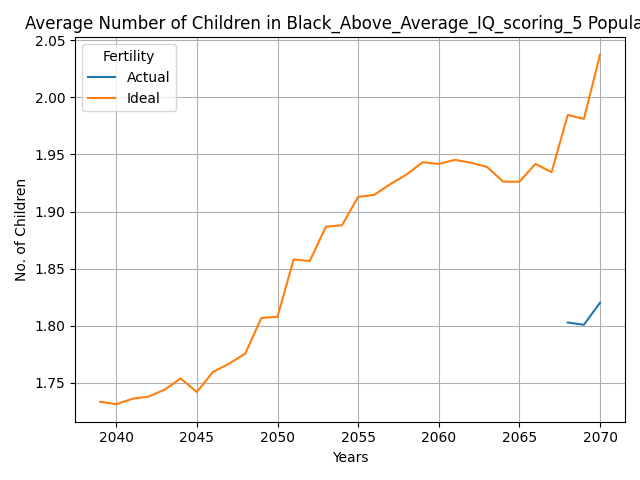 Average Number of Children in Black_Above_Average_IQ_scoring_5 Popula
Fertility
Actual
Ideal
2.05
2.00
1.95
1.90
1.85
1.80
1.75
No. of Children
2040 2045 2050 2055 2060 2065 2070
Years